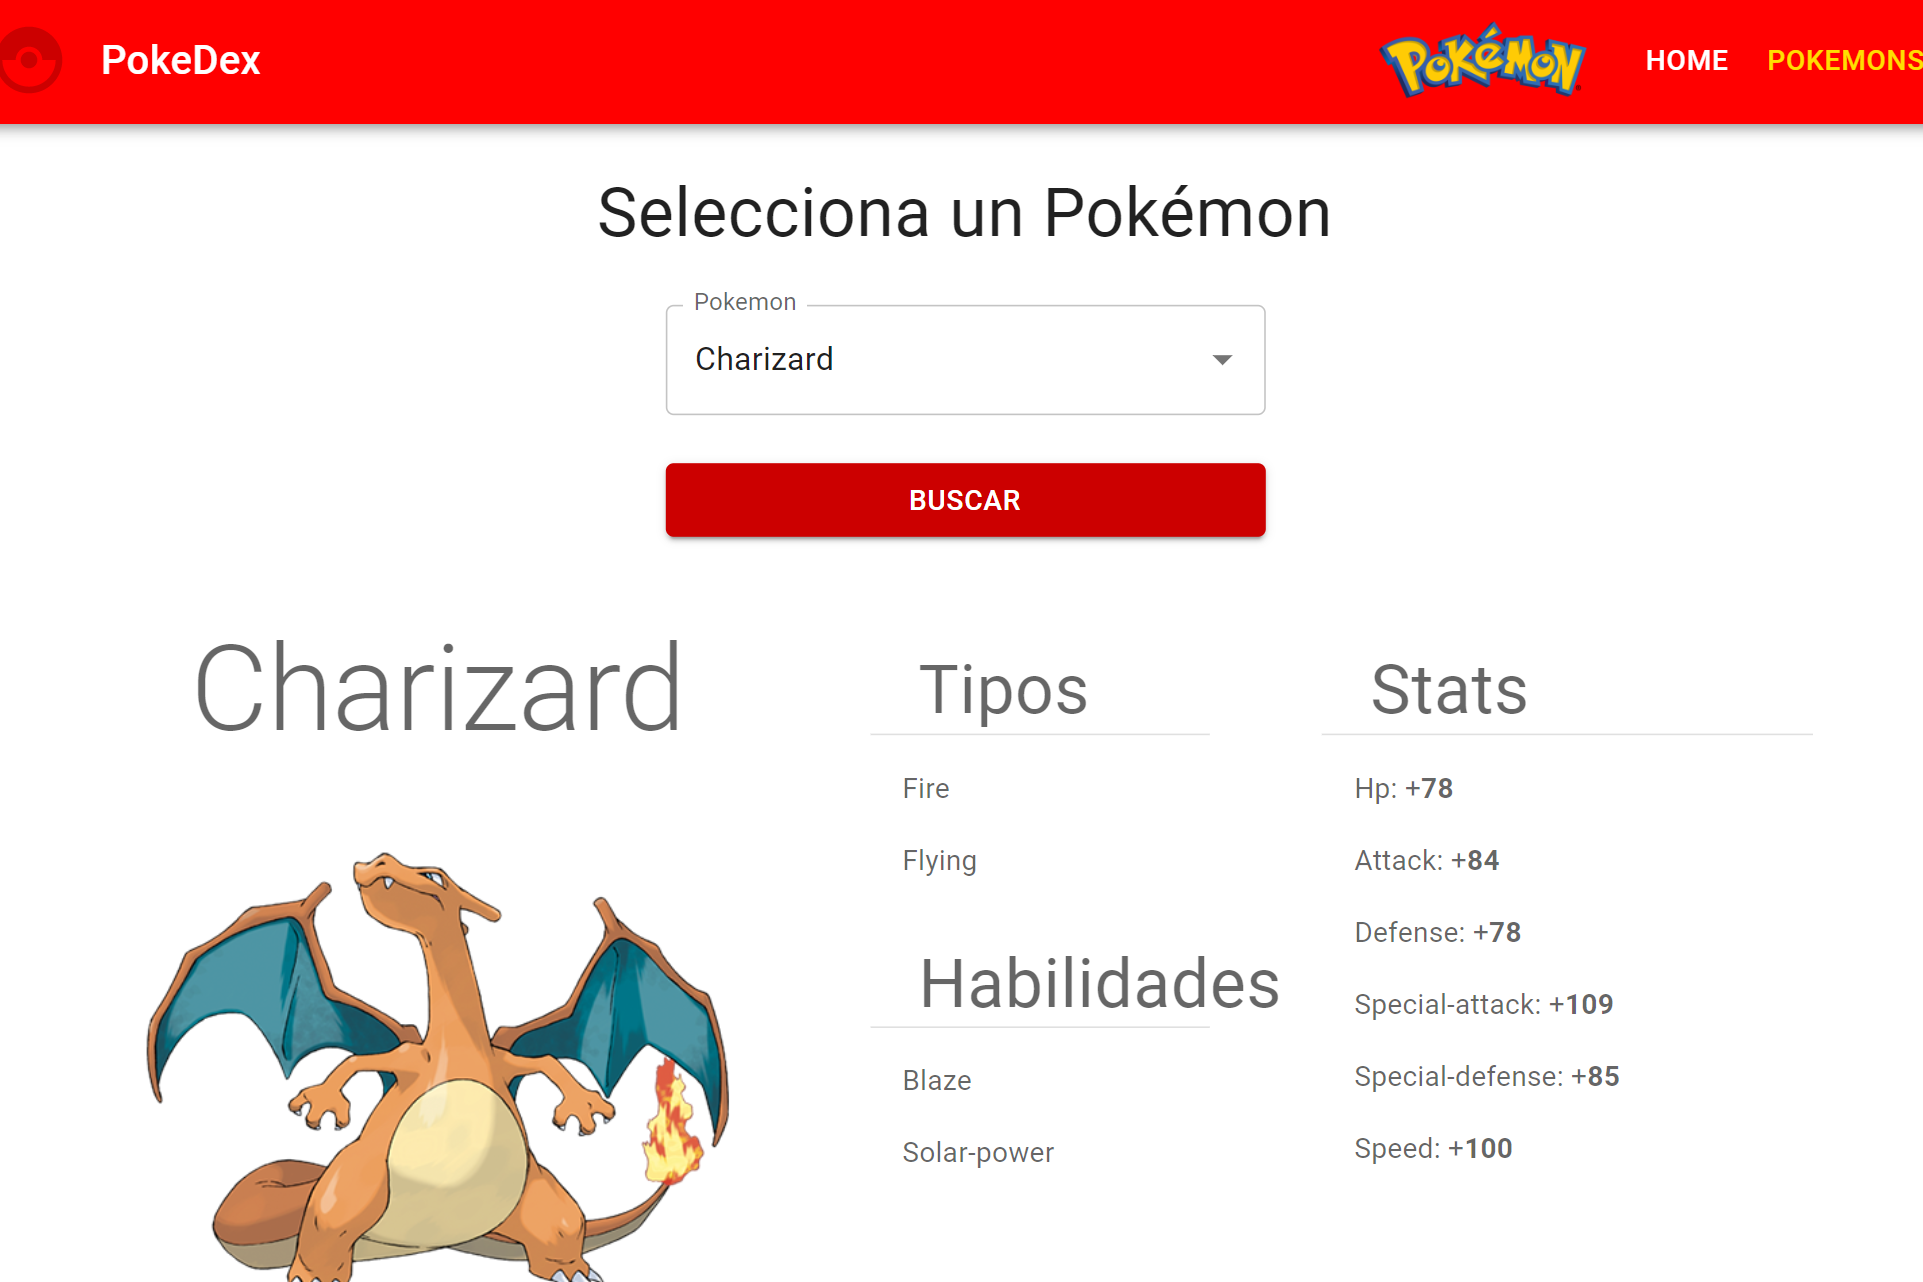 PokeDex
POKéMON
HOME
POKEMONS
Selecciona un Pokémon
Pokemon
Charizard
BUSCAR
Charizard
Tipos
Fire
Flying
Habilidades
Blaze
Solar-power
Stats
Hp: +78
Attack: +84
Defense: +78
Special-attack: +109
Special-defense: +85
Speed: +100